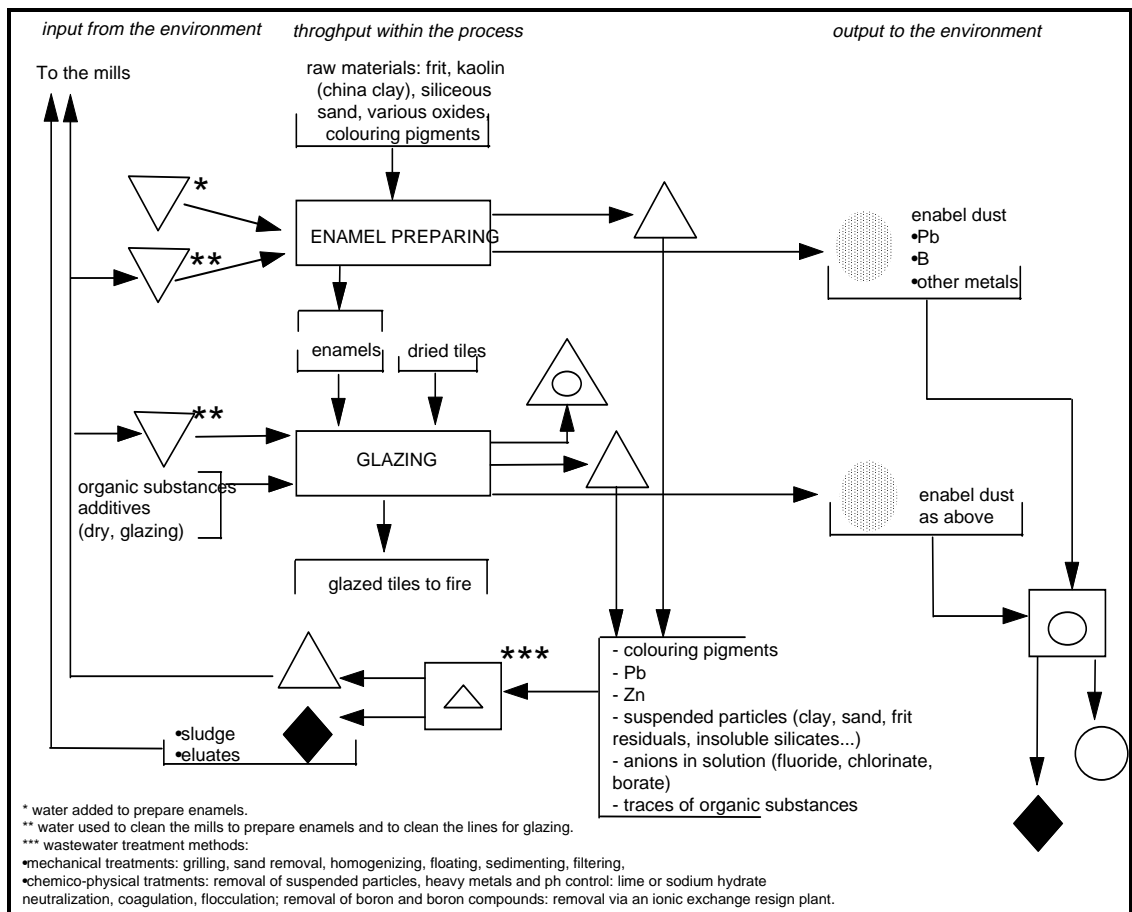 input from the environment
throghput within the process
output to the environment
To the mills
raw materials: frit, kaolin
(china clay), siliceous
sand, various oxides,
colouring pigments
*
**
ENAMEL PREPARING
enabel dust
•Pb
•B
•other metals
enamels
dried tiles
**
GLAZING
organic substances
additives
(dry, glazing)
enabel dust
as above
glazed tiles to fire
***
- colouring pigments
- Pb
- Zn
- suspended particles (clay, sand, frit
residuals, insoluble silicates...)
- anions in solution (fluoride, chlorinate,
borate)
- traces of organic substances
•sludge
•eluates
* water added to prepare enamels.
** water used to clean the mills to prepare enamels and to clean the lines for glazing.
*** wastewater treatment methods:
•mechanical treatments: grilling, sand removal, homogenizing, floating, sedimenting, filtering,
•chemico-physical tratments: removal of suspended particles, heavy metals and ph control: lime or sodium hydrate
neutralization, coagulation, flocculation; removal of boron and boron compounds: removal via an ionic exchange resign plant.